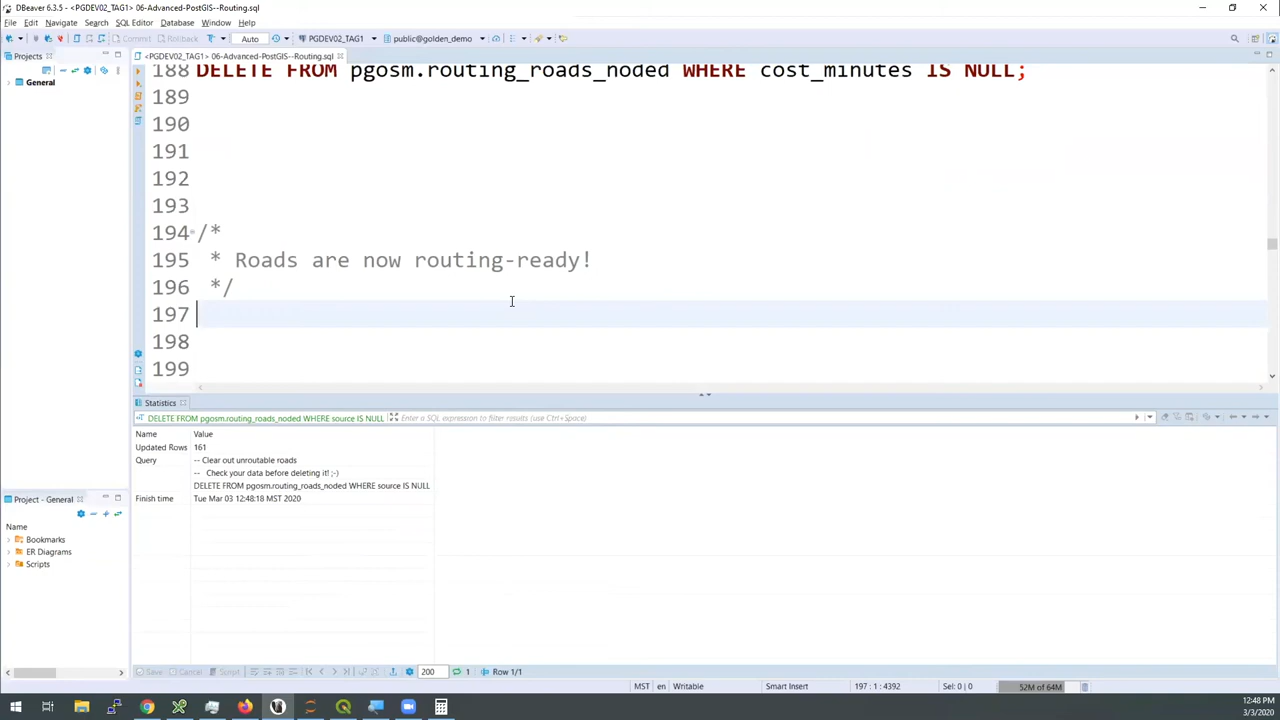 DBeaver 6.3.5 - <PGDEV02_TAG1> 06-Advanced-PostGIS--Routing.sql
File Edit Navigate Search SQL Editor Database Window Help
Commit Rollback Auto PGDEV02_TAG1 public@golden_demo
Projects
General
<PGDEV02_TAG1> 06-Advanced-PostGIS--Routing.sql
188 DELETE FROM pgosm.routing_roads_noded WHERE cost_minutes IS NULL;
189
190
191
192
193
194 /*
195 * Roads are now routing-ready!
196 */
197
198
199
Statistics
DELETE FROM pgosm.routing_roads_noded WHERE source IS NULL Enter a SQL expression to filter results (use Ctrl+Space)
Name Value
Updated Rows 161
Query -- Clear out unroutable roads
-- Check your data before deleting it! ;-)
DELETE FROM pgosm.routing_roads_noded WHERE source IS NULL
Finish time Tue Mar 03 12:48:18 MST 2020
Project - General
Name
Bookmarks
ER Diagrams
Scripts
Save Cancel Script 200 1 Row 1/1
MST en Writable Smart Insert 197 : 1 : 4392 Sel: 0 | 0 52M of 64M
12:48 PM
3/3/2020